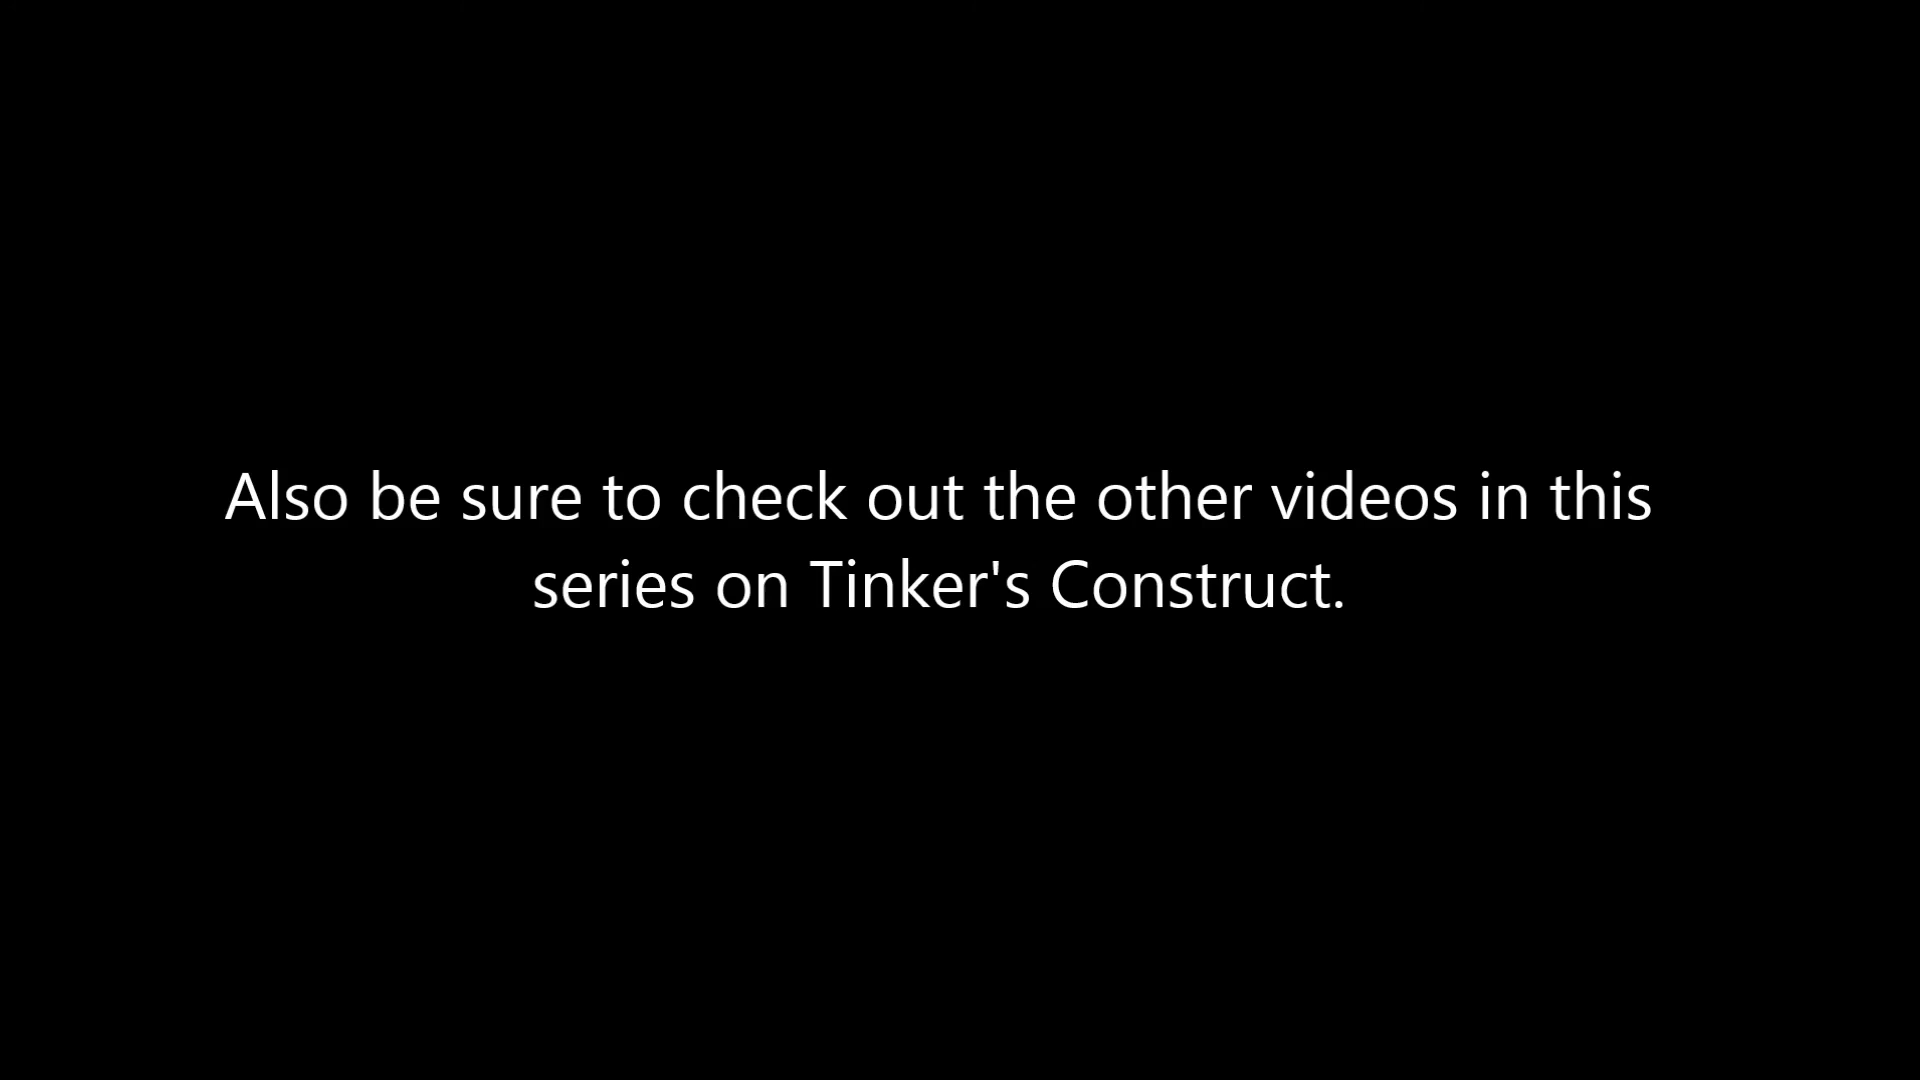 Also be sure to check out the other videos in this
series on Tinker's Construct.